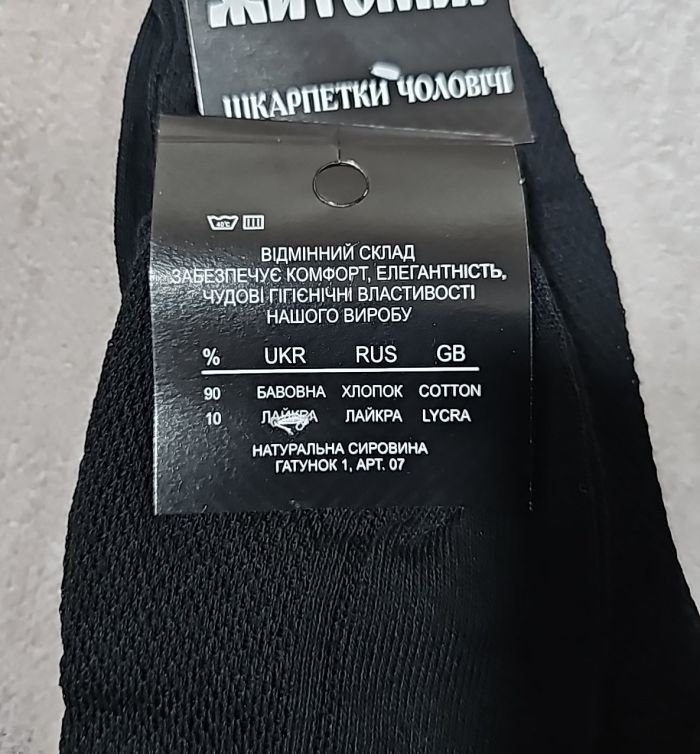 ШКАРПЕТКИ ЧОЛОВІЧІ
40°C
ВІДМІННИЙ СКЛАД
ЗАБЕЗПЕЧУЄ КОМФОРТ, ЕЛЕГАНТНІСТЬ,
ЧУДОВІ ГІГІЄНІЧНІ ВЛАСТИВОСТІ
НАШОГО ВИРОБУ
% UKR RUS GB
90 БАВОВНА ХЛОПОК COTTON
10 ЛАЙКРА ЛАЙКРА LYCRA
НАТУРАЛЬНА СИРОВИНА
ГАТУНОК 1, АРТ. 07